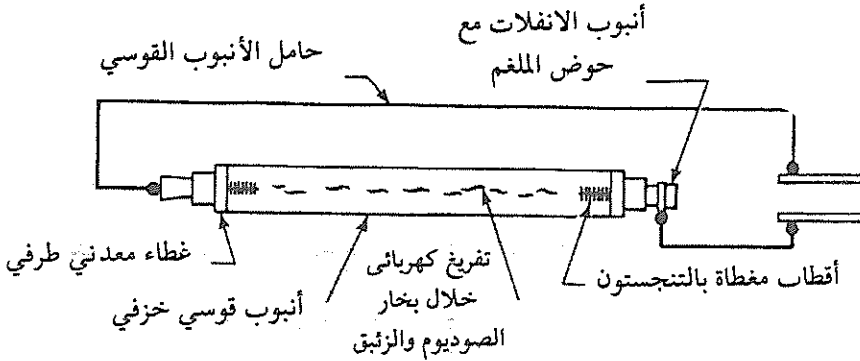 أنبوب الانفلات مع
حوض الملغم
حامل الأنبوب القوسي
غطاء معدني طرفي
أنبوب قوسي خزفي
تفريغ كهربائى
خلال بخار
الصوديوم والزئبق
أقطاب مغطاة بالتنجستون